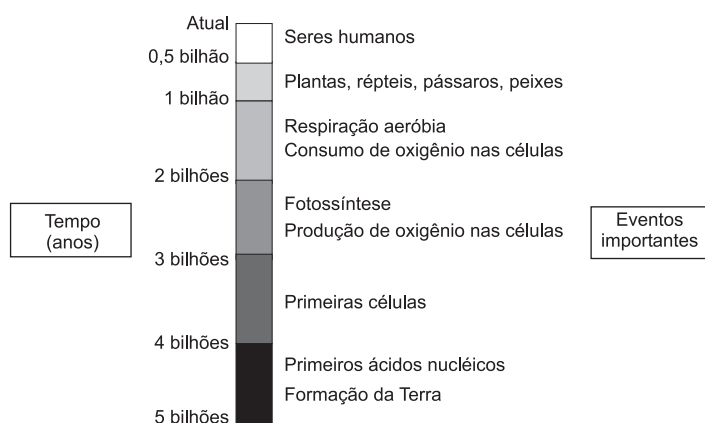 Atual
Seres humanos
0,5 bilhão
Plantas, répteis, pássaros, peixes
1 bilhão
Respiração aeróbia
Consumo de oxigênio nas células
2 bilhões
Fotossíntese
Produção de oxigênio nas células
Tempo
(anos)
Eventos
importantes
3 bilhões
Primeiras células
4 bilhões
Primeiros ácidos nucléicos
Formação da Terra
5 bilhões